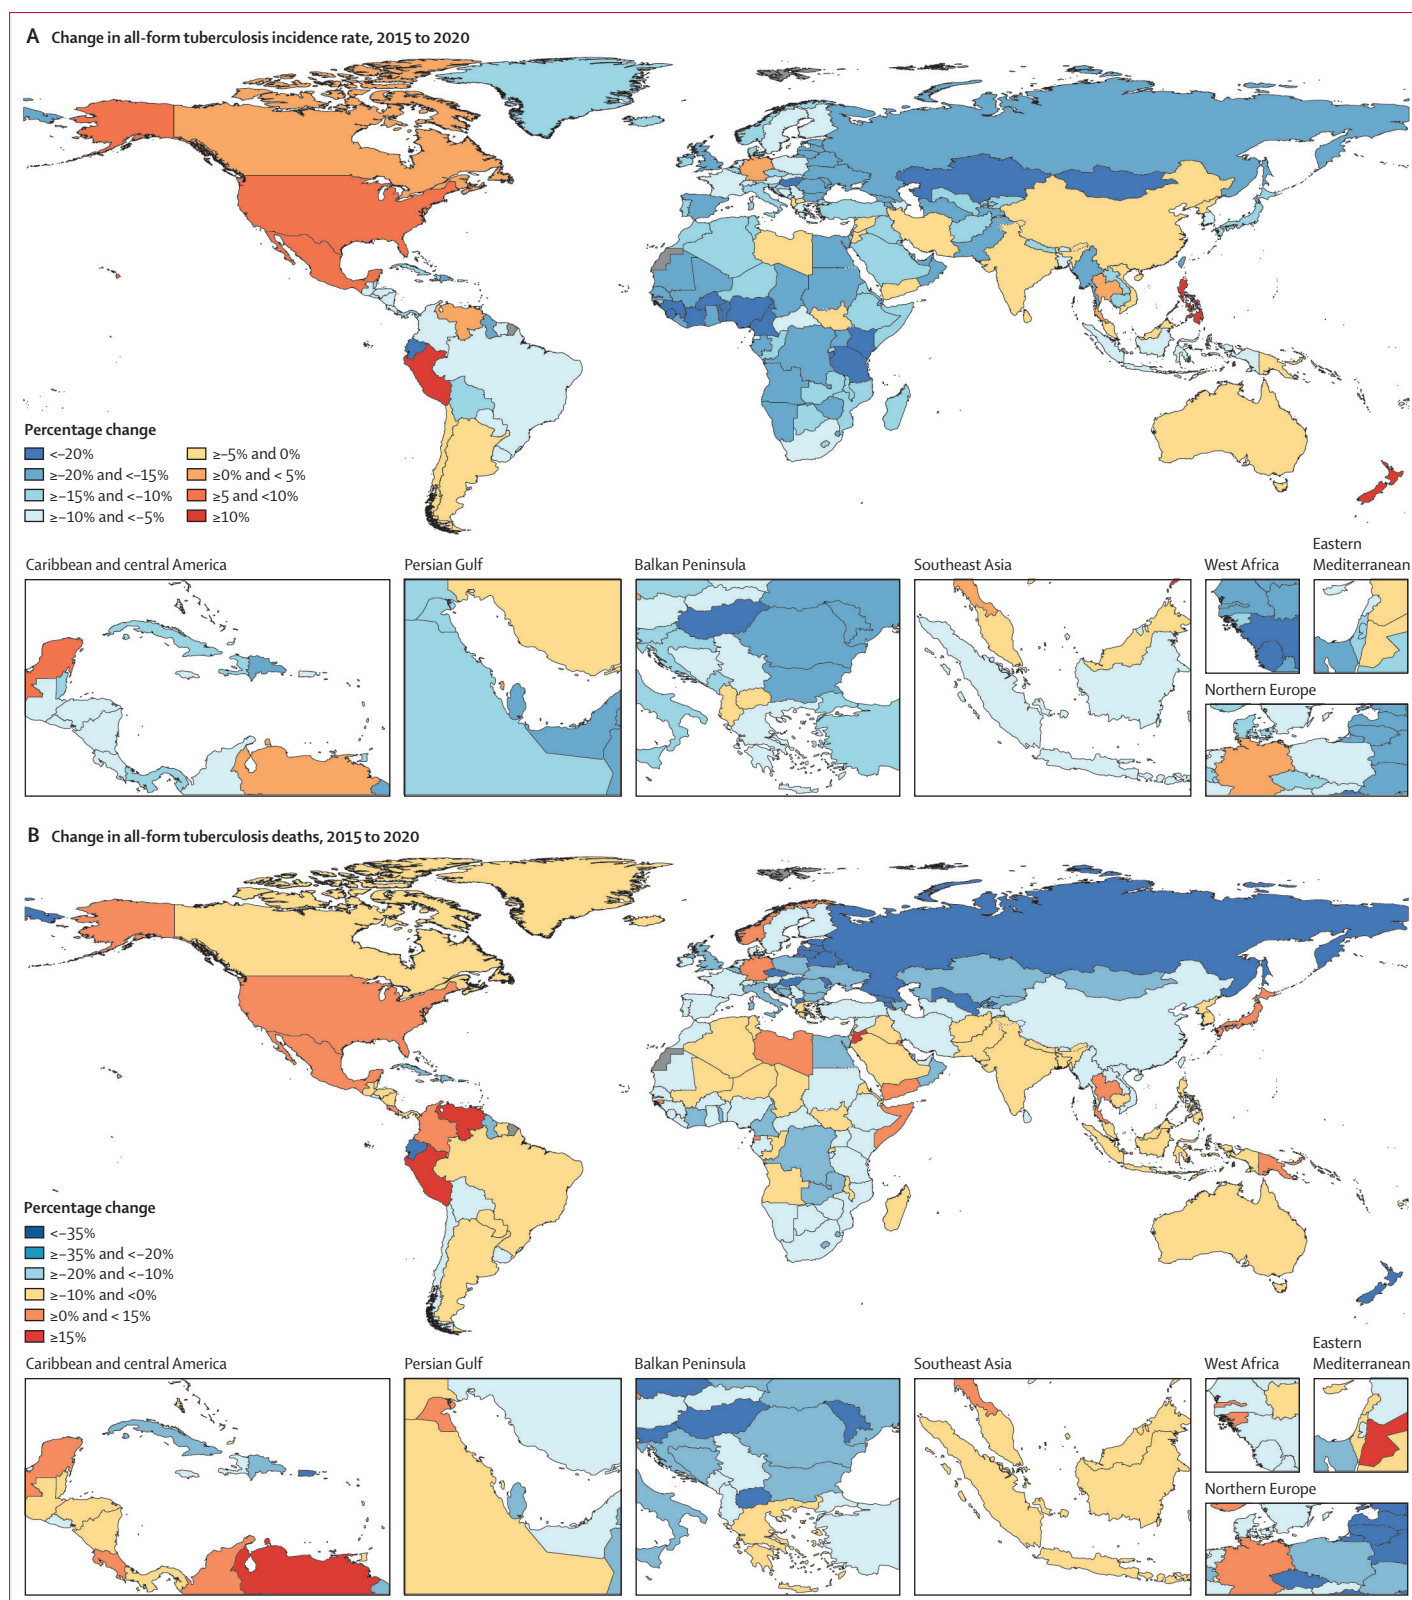 A Change in all-form tuberculosis incidence rate, 2015 to 2020
Percentage change
<–20%
≥–20% and <–15%
≥–15% and <–10%
≥–10% and <–5%
≥–5% and 0%
≥0% and < 5%
≥5 and <10%
≥10%
Caribbean and central America
Persian Gulf
Balkan Peninsula
Southeast Asia
West Africa
Eastern
Mediterranean
Northern Europe
B Change in all-form tuberculosis deaths, 2015 to 2020
Percentage change
<–35%
≥–35% and <–20%
≥–20% and <–10%
≥–10% and <0%
≥0% and < 15%
≥15%
Caribbean and central America
Persian Gulf
Balkan Peninsula
Southeast Asia
West Africa
Eastern
Mediterranean
Northern Europe